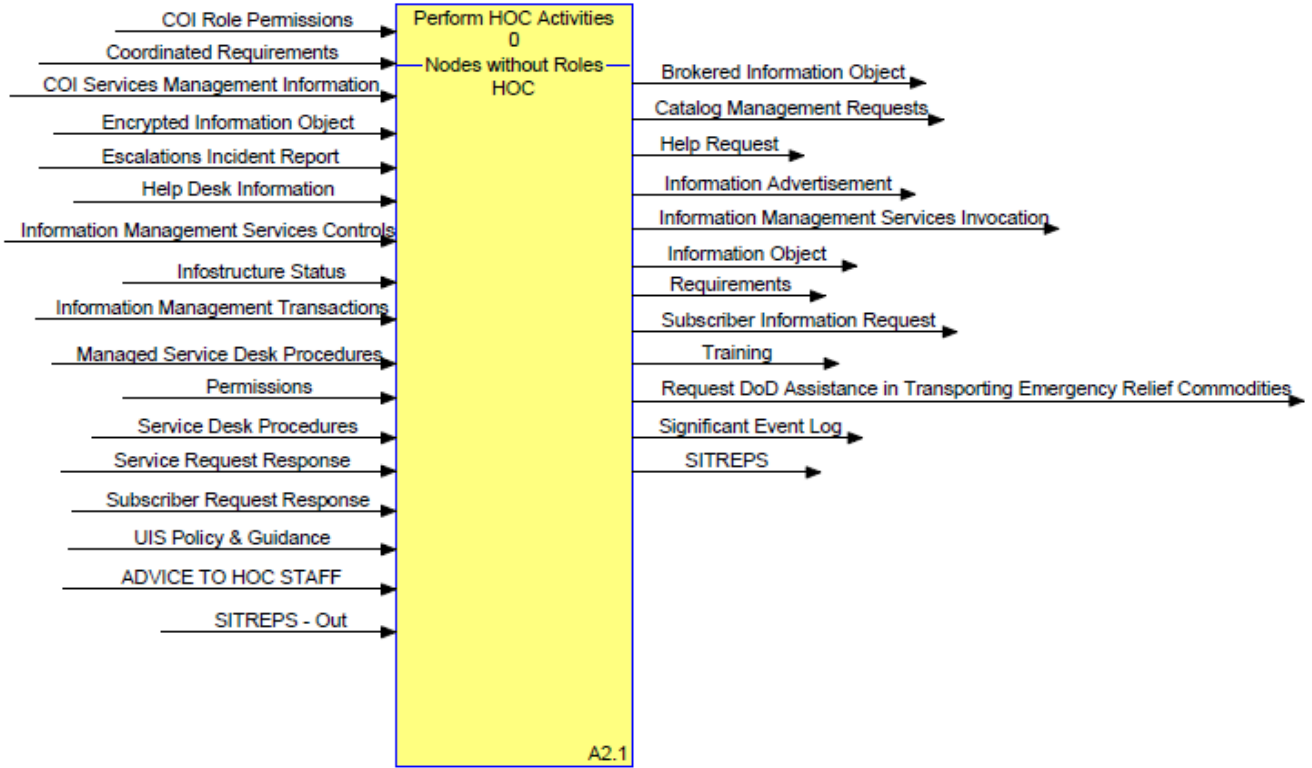 COI Role Permissions
Coordinated Requirements
COI Services Management Information
Encrypted Information Object
Escalations Incident Report
Help Desk Information
Information Management Services Controls
Infostructure Status
Information Management Transactions
Managed Service Desk Procedures
Permissions
Service Desk Procedures
Service Request Response
Subscriber Request Response
UIS Policy & Guidance
ADVICE TO HOC STAFF
SITREPS - Out
Perform HOC Activities
0
Nodes without Roles
HOC
A2.1
Brokered Information Object
Catalog Management Requests
Help Request
Information Advertisement
Information Management Services Invocation
Information Object
Requirements
Subscriber Information Request
Training
Request DoD Assistance in Transporting Emergency Relief Commodities
Significant Event Log
SITREPS